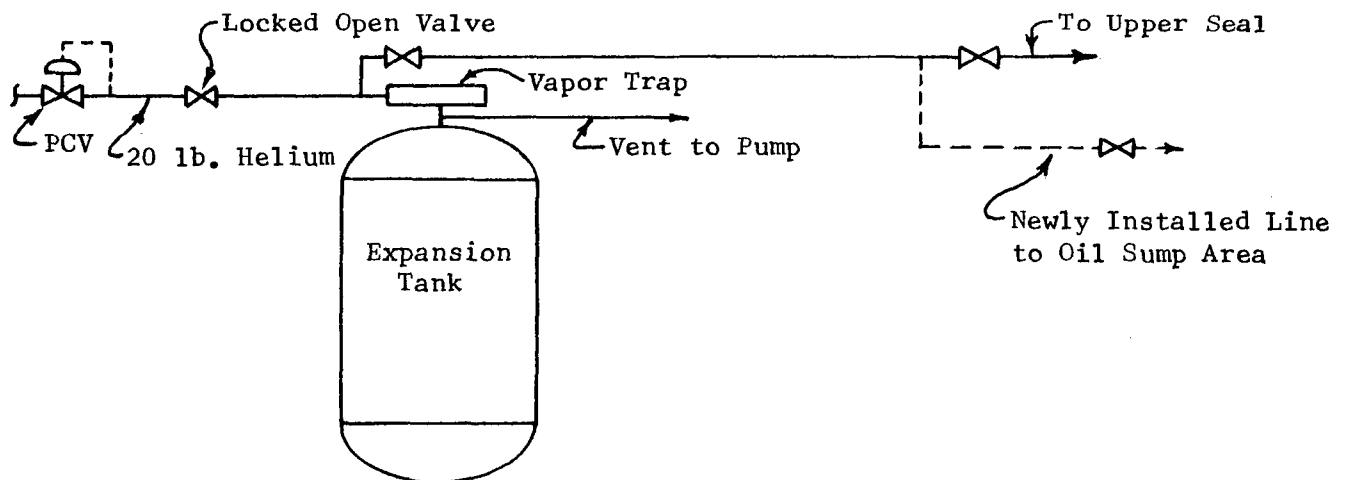 Locked Open Valve
To Upper Seal
Vapor Trap
PCV
20 lb. Helium
Vent to Pump
Newly Installed Line
to Oil Sump Area
Expansion
Tank